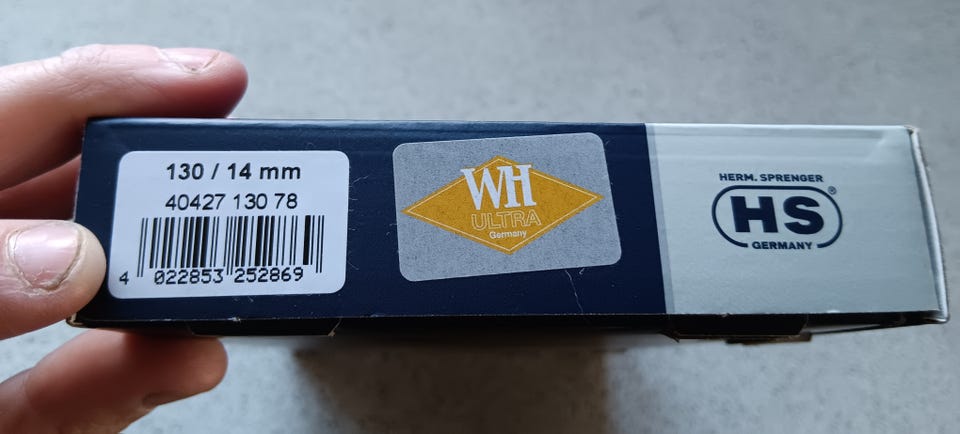 130 / 14 mm
40427 130 78
4 022853 252869
WH
ULTRA
Germany
HERM. SPRENGER
HS®
GERMANY